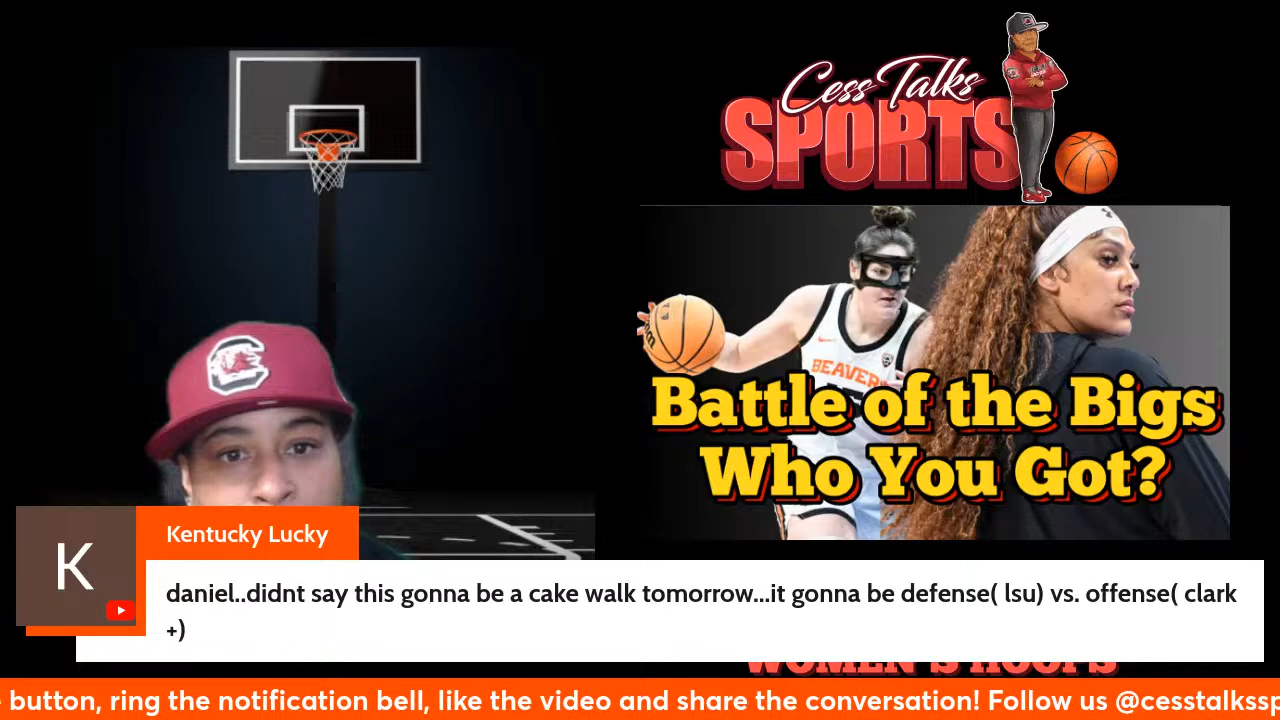 Cess Talks
SPORTS
BEAVERS
Battle of the Bigs
Who You Got?
K
Kentucky Lucky
daniel..didnt say this gonna be a cake walk tomorrow...it gonna be defense( lsu) vs. offense( clark
+)
WOMEN'S HOOPS
button, ring the notification bell, like the video and share the conversation! Follow us @cesstalkssp